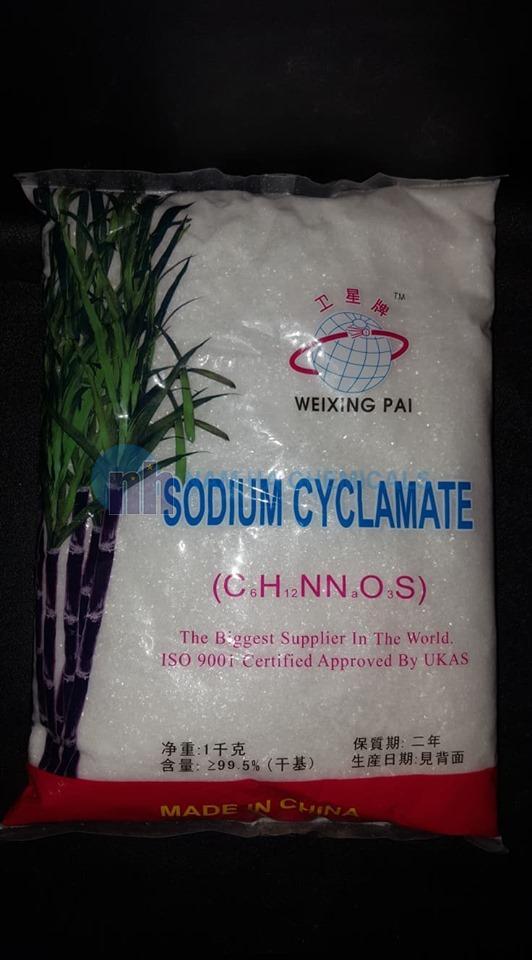 卫星牌 TM
WEIXING PAI
SODIUM CYCLAMATE
(C6H12NNaO3S)
The Biggest Supplier In The World.
ISO 9001 Certified Approved By UKAS
净重:1千克
含量: ≥99.5% (干基)
保質期: 二年
生産日期:見背面
MADE IN CHINA